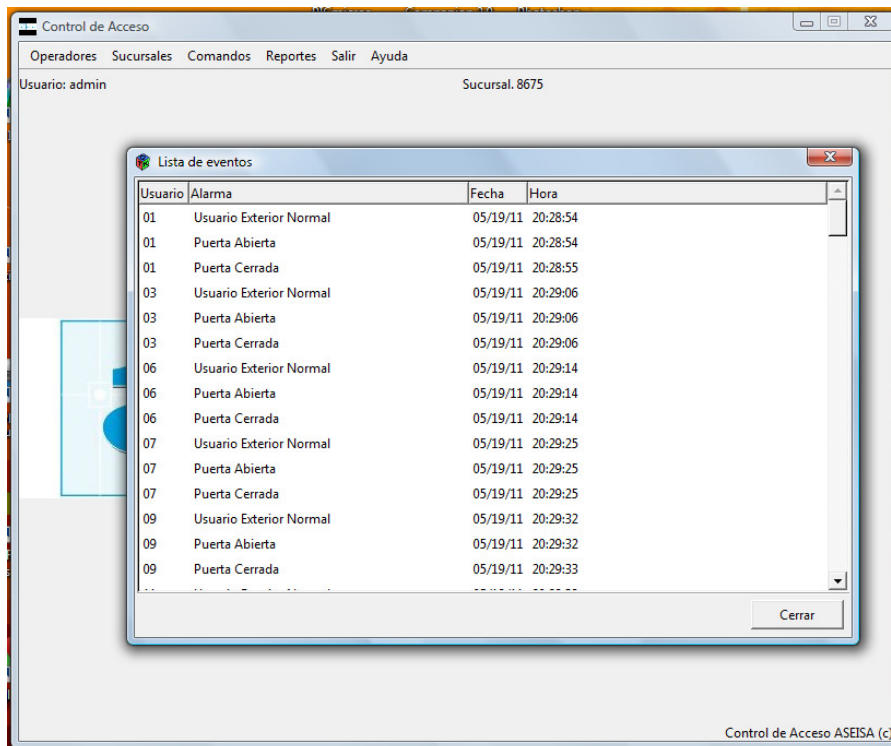 Control de Acceso
Operadores Sucursales Comandos Reportes Salir Ayuda
Usuario: admin Sucursal. 8675
Lista de eventos
Usuario Alarma Fecha Hora
01 Usuario Exterior Normal 05/19/11 20:28:54
01 Puerta Abierta 05/19/11 20:28:54
01 Puerta Cerrada 05/19/11 20:28:55
03 Usuario Exterior Normal 05/19/11 20:29:06
03 Puerta Abierta 05/19/11 20:29:06
03 Puerta Cerrada 05/19/11 20:29:06
06 Usuario Exterior Normal 05/19/11 20:29:14
06 Puerta Abierta 05/19/11 20:29:14
06 Puerta Cerrada 05/19/11 20:29:14
07 Usuario Exterior Normal 05/19/11 20:29:25
07 Puerta Abierta 05/19/11 20:29:25
07 Puerta Cerrada 05/19/11 20:29:25
09 Usuario Exterior Normal 05/19/11 20:29:32
09 Puerta Abierta 05/19/11 20:29:32
09 Puerta Cerrada 05/19/11 20:29:33
Cerrar
Control de Acceso ASEISA (c)